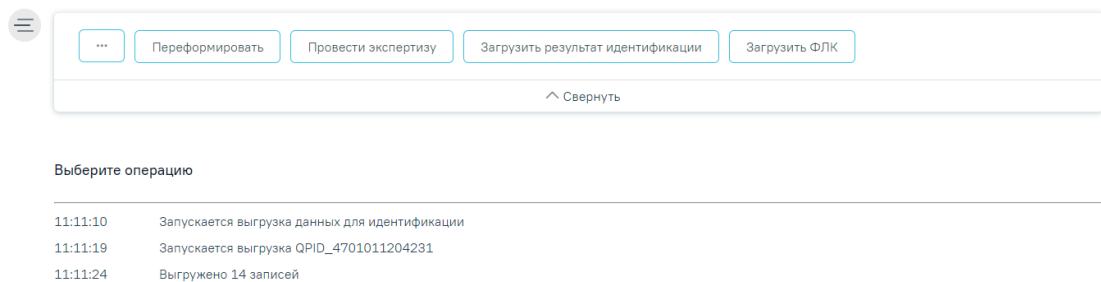 ... Переформировать Провести экспертизу Загрузить результат идентификации Загрузить ФЛК
Свернуть
Выберите операцию
11:11:10 Запускается выгрузка данных для идентификации
11:11:19 Запускается выгрузка QPID_4701011204231
11:11:24 Выгружено 14 записей